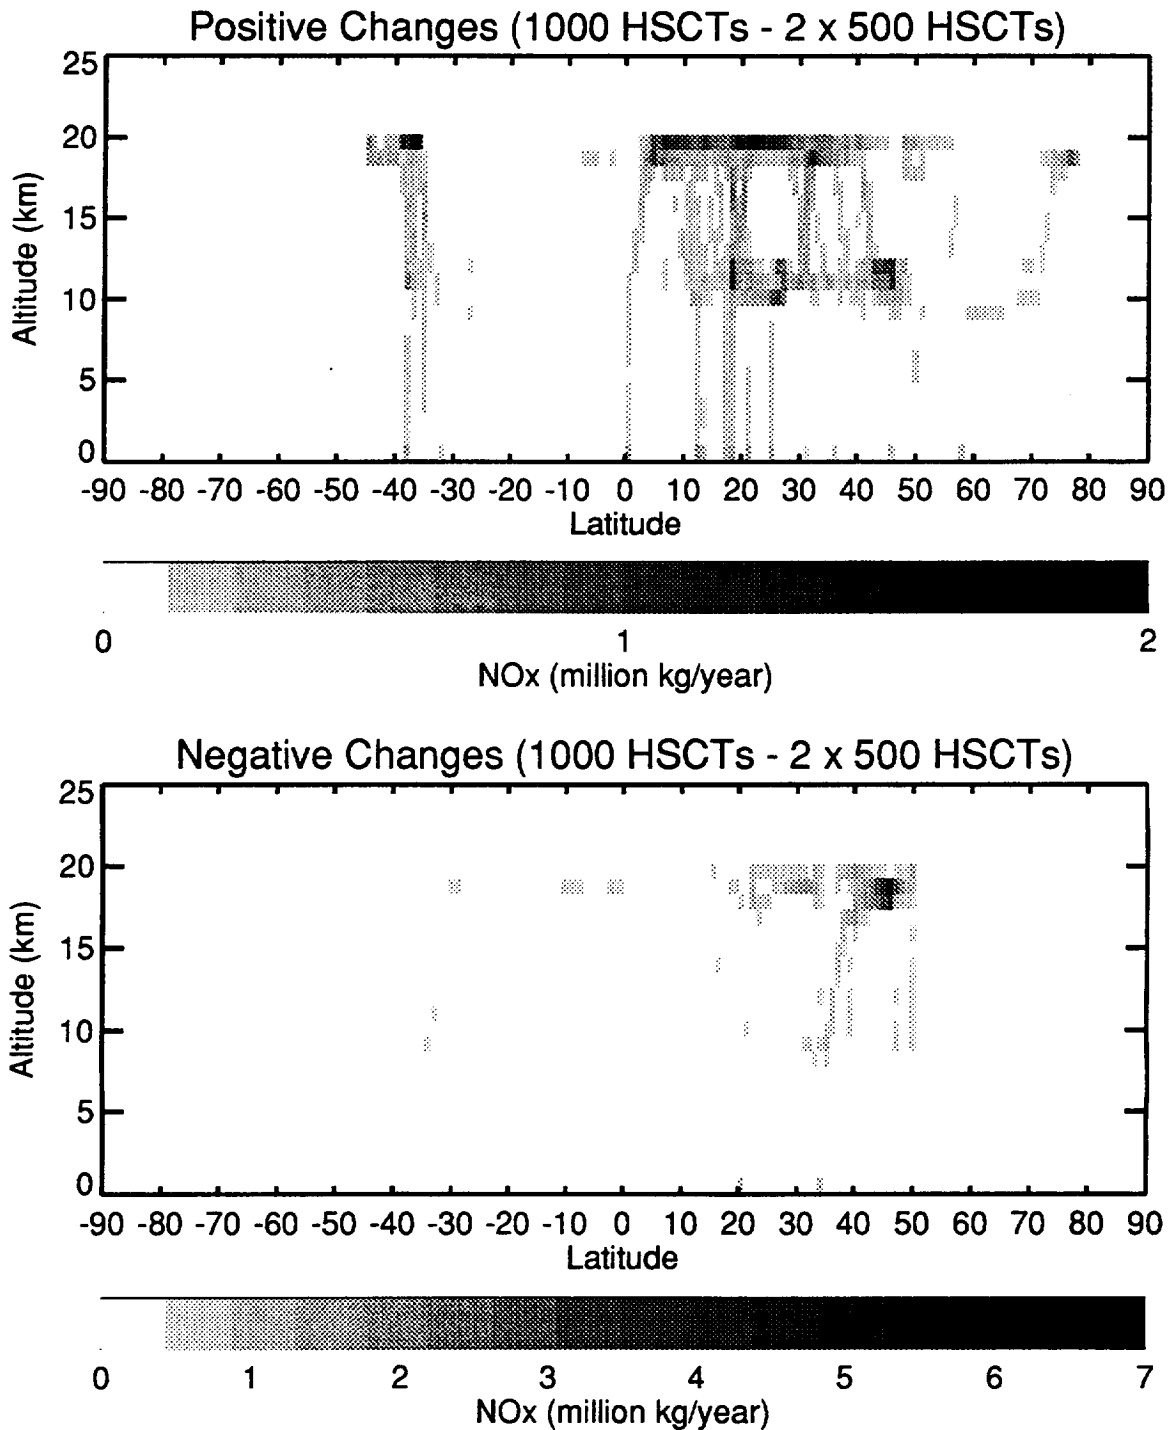 Positive Changes (1000 HSCTs - 2 x 500 HSCTs)
25
20
15
10
5
0
Altitude (km)
-90 -80 -70 -60 -50 -40 -30 -20 -10 0 10 20 30 40 50 60 70 80 90
Latitude
0 1 2
NOx (million kg/year)
Negative Changes (1000 HSCTs - 2 x 500 HSCTs)
25
20
15
10
5
0
Altitude (km)
-90 -80 -70 -60 -50 -40 -30 -20 -10 0 10 20 30 40 50 60 70 80 90
Latitude
0 1 2 3 4 5 6 7
NOx (million kg/year)